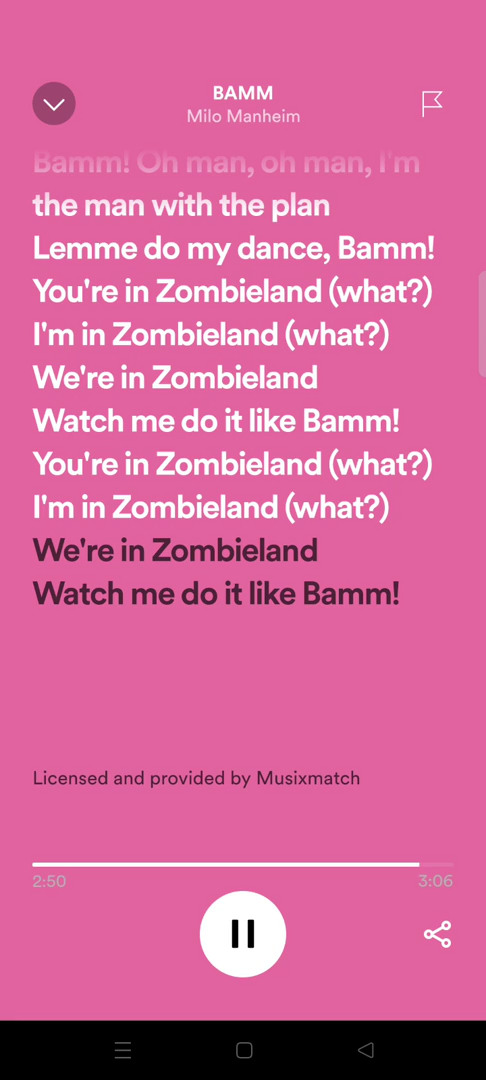 BAMM
Milo Manheim
Bamm! Oh man, oh man, I'm
the man with the plan
Lemme do my dance, Bamm!
You're in Zombieland (what?)
I'm in Zombieland (what?)
We're in Zombieland
Watch me do it like Bamm!
You're in Zombieland (what?)
I'm in Zombieland (what?)
We're in Zombieland
Watch me do it like Bamm!
Licensed and provided by Musixmatch
2:50
3:06